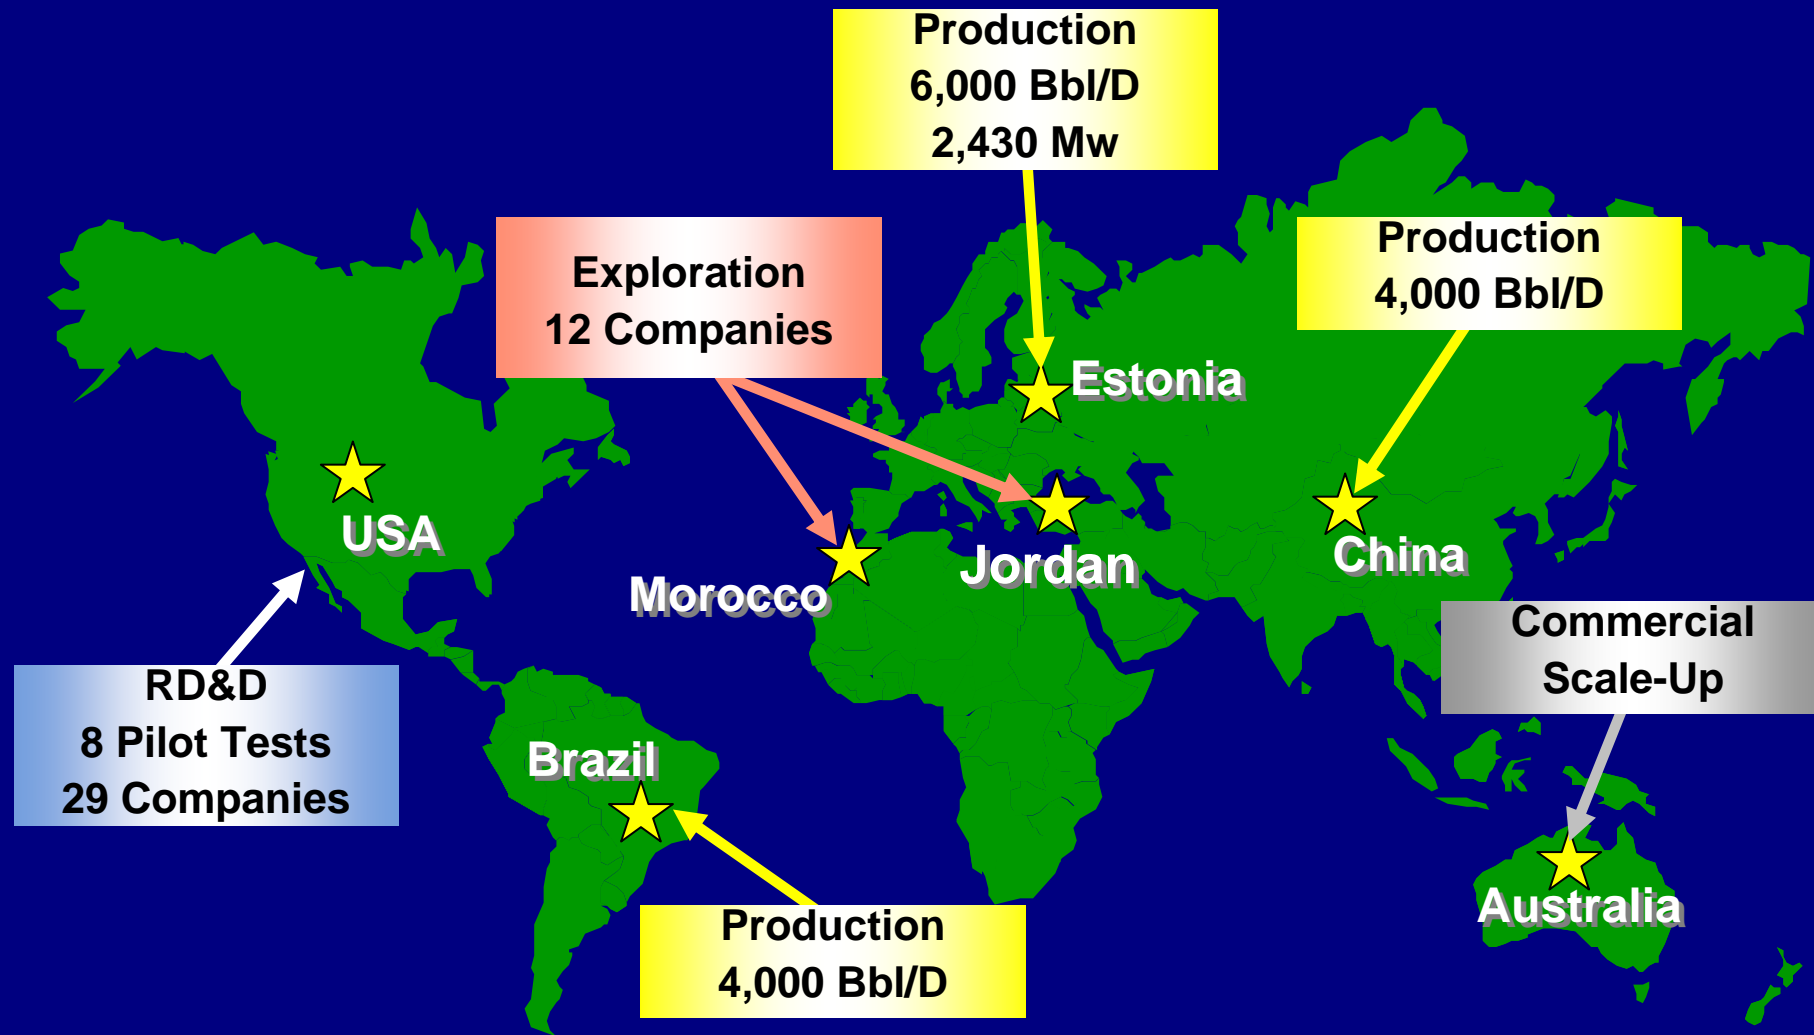 Production
6,000 Bbl/D
2,430 Mw
Exploration
12 Companies
Production
4,000 Bbl/D
Estonia
USA
Morocco
Jordan
China
Commercial
Scale-Up
RD&D
8 Pilot Tests
29 Companies
Brazil
Australia
Production
4,000 Bbl/D